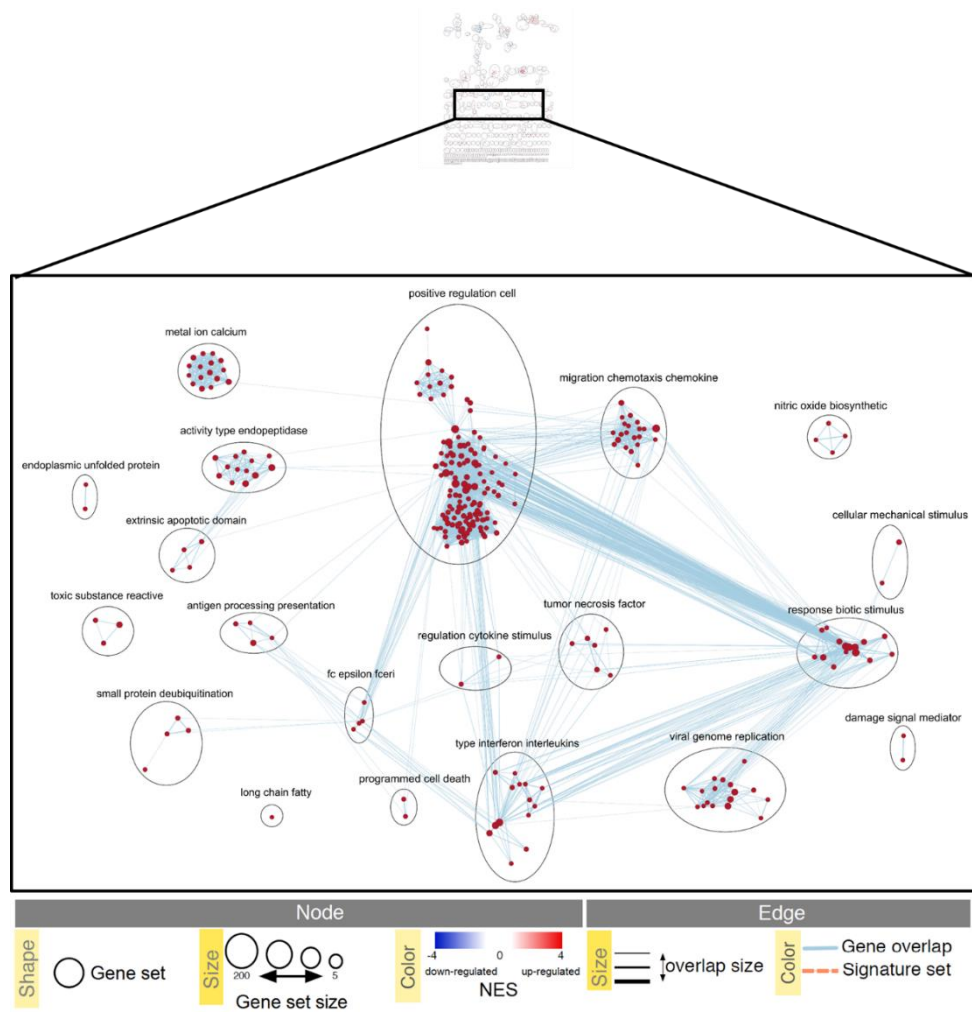 positive regulation cell
metal ion calcium
migration chemotaxis chemokine
nitric oxide biosynthetic
activity type endopeptidase
endoplasmic unfolded protein
cellular mechanical stimulus
extrinsic apoptotic domain
toxic substance reactive
antigen processing presentation
tumor necrosis factor
response biotic stimulus
regulation cytokine stimulus
fc epsilon fceri
small protein deubiquitination
damage signal mediator
type interferon interleukins
viral genome replication
programmed cell death
long chain fatty
Node
Edge
Shape
Gene set
Size
200
5
Gene set size
Color
-4
0
4
down-regulated
up-regulated
NES
Size
overlap size
Color
Gene overlap
Signature set